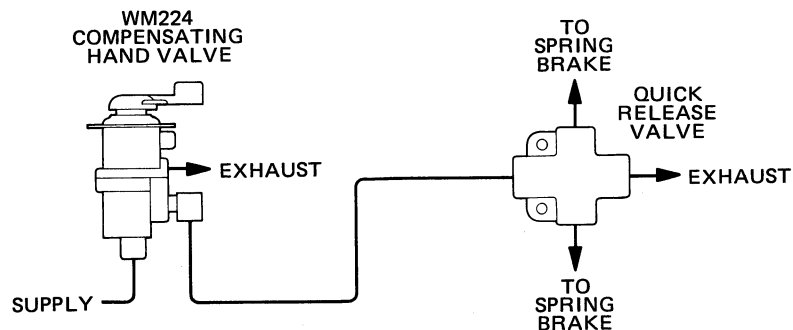 WM224
COMPENSATING
HAND VALVE
TO
SPRING
BRAKE
QUICK
RELEASE
VALVE
EXHAUST
EXHAUST
SUPPLY
TO
SPRING
BRAKE